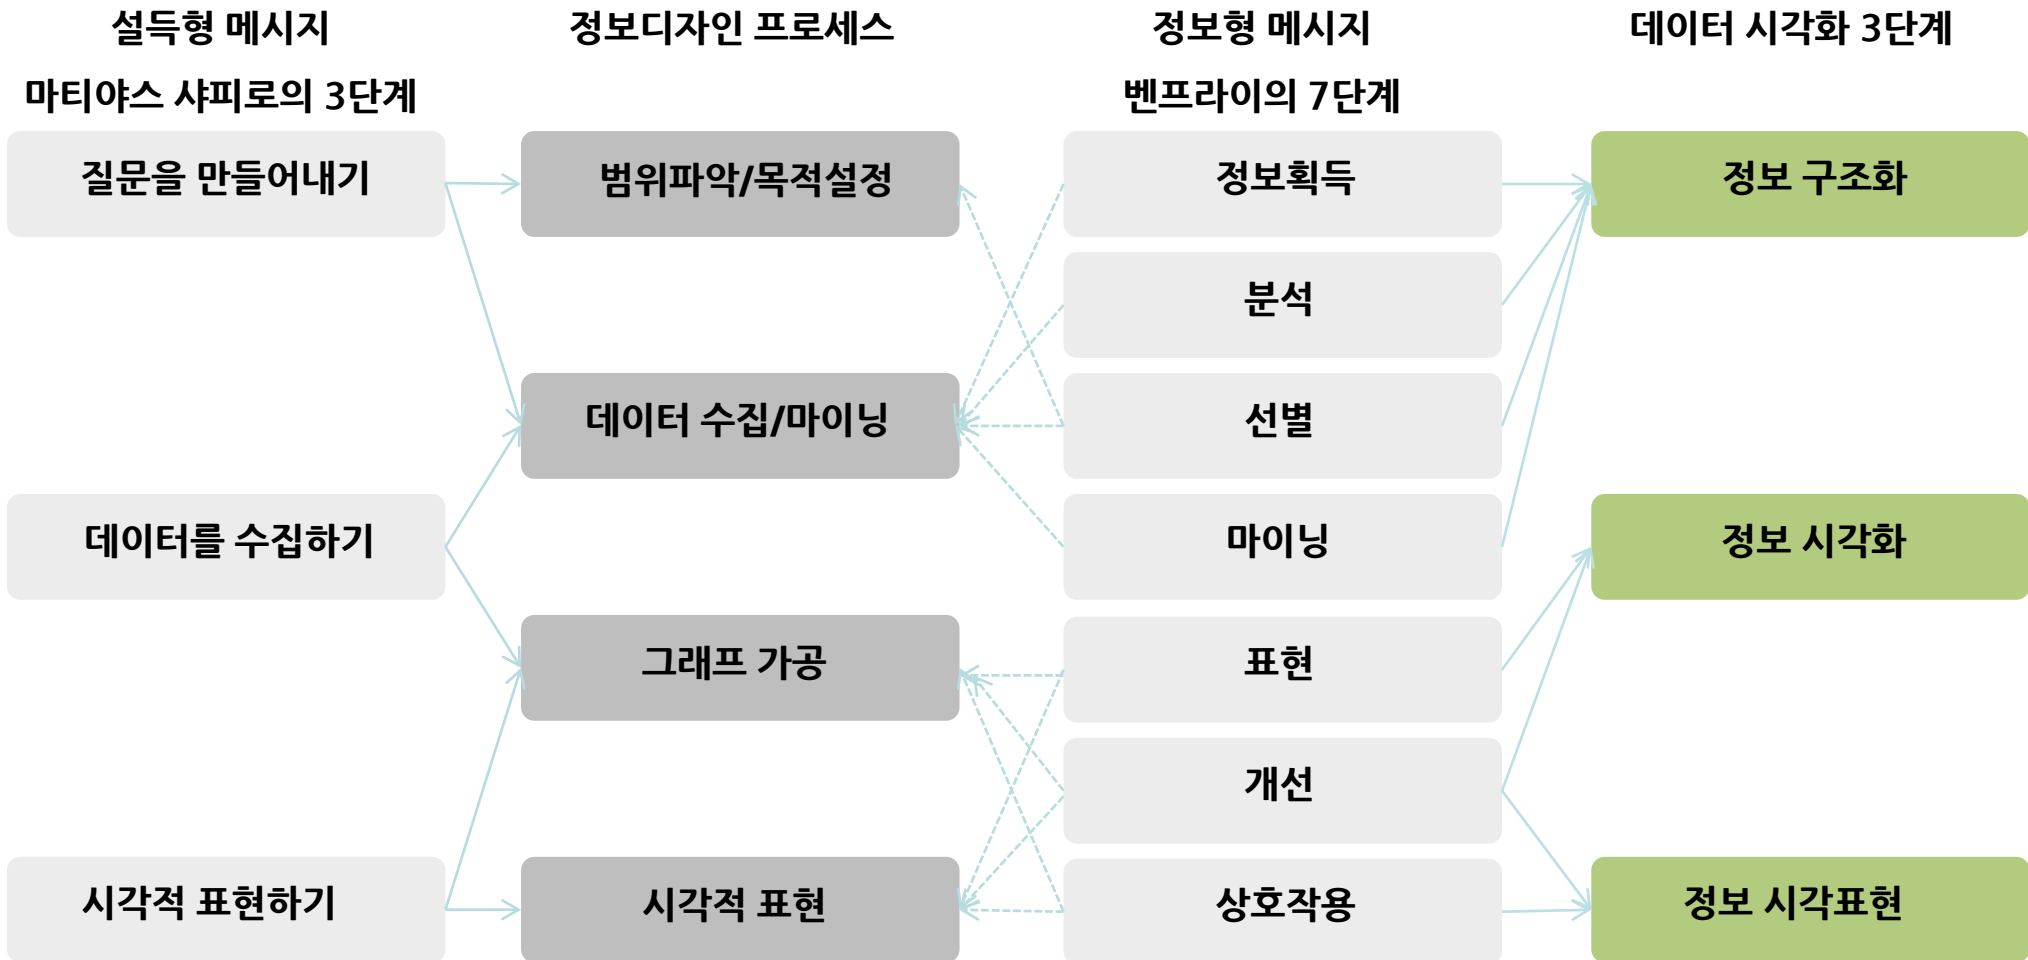 설득형 메시지
정보디자인 프로세스
정보형 메시지
데이터 시각화 3단계
마티야스 샤피로의 3단계
벤프라이의 7단계
질문을 만들어내기
범위파악/목적설정
정보획득
정보 구조화
분석
데이터 수집/마이닝
선별
데이터를 수집하기
마이닝
정보 시각화
그래프 가공
표현
개선
시각적 표현하기
시각적 표현
상호작용
정보 시각표현